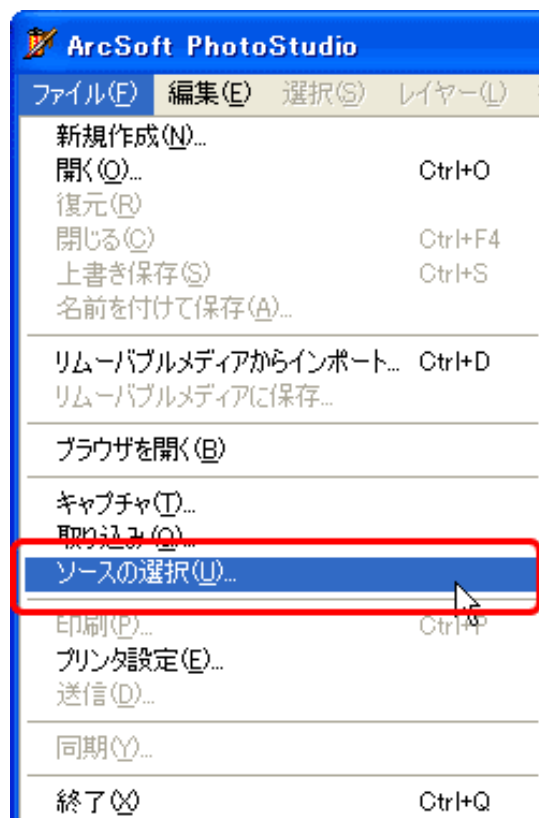 ArcSoft PhotoStudio
ファイル(F) 編集(E) 選択(S) レイヤー(L)
新規作成(N)...
開く(O)... Ctrl+O
復元(R)
閉じる(C) Ctrl+F4
上書き保存(S) Ctrl+S
名前を付けて保存(A)...
リムーバブルメディアからインポート... Ctrl+D
リムーバブルメディアに保存...
ブラウザを開く(B)
キャプチャ(T)...
取り込み(Q)...
ソースの選択(U)...
印刷(P)... Ctrl+P
プリンタ設定(E)...
送信(D)...
同期(Y)...
終了(X) Ctrl+Q